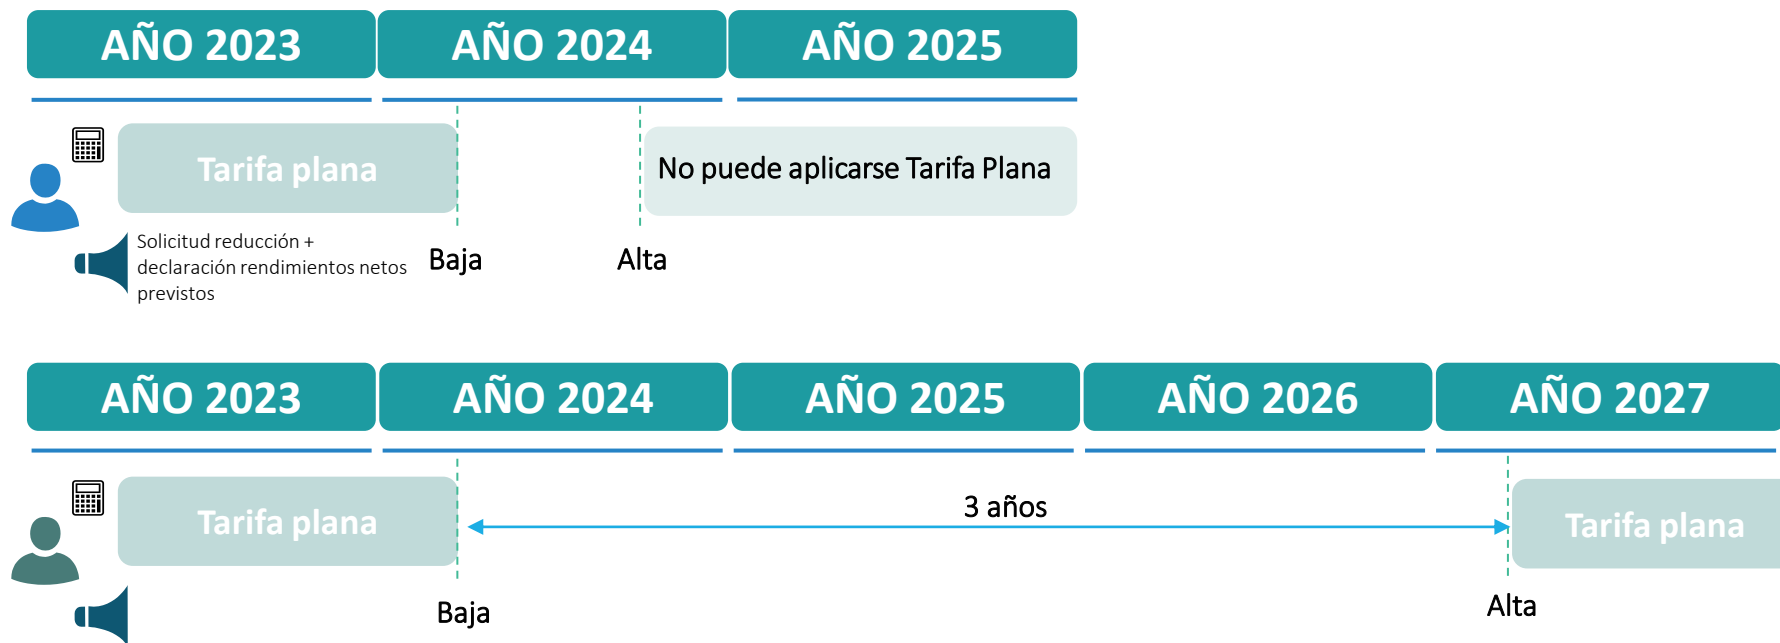 AÑO 2023
AÑO 2024
AÑO 2025
Tarifa plana
No puede aplicarse Tarifa Plana
Solicitud reducción +
declaración rendimientos netos
previstos
Baja
Alta
AÑO 2023
AÑO 2024
AÑO 2025
AÑO 2026
AÑO 2027
Tarifa plana
3 años
Tarifa plana
Baja
Alta